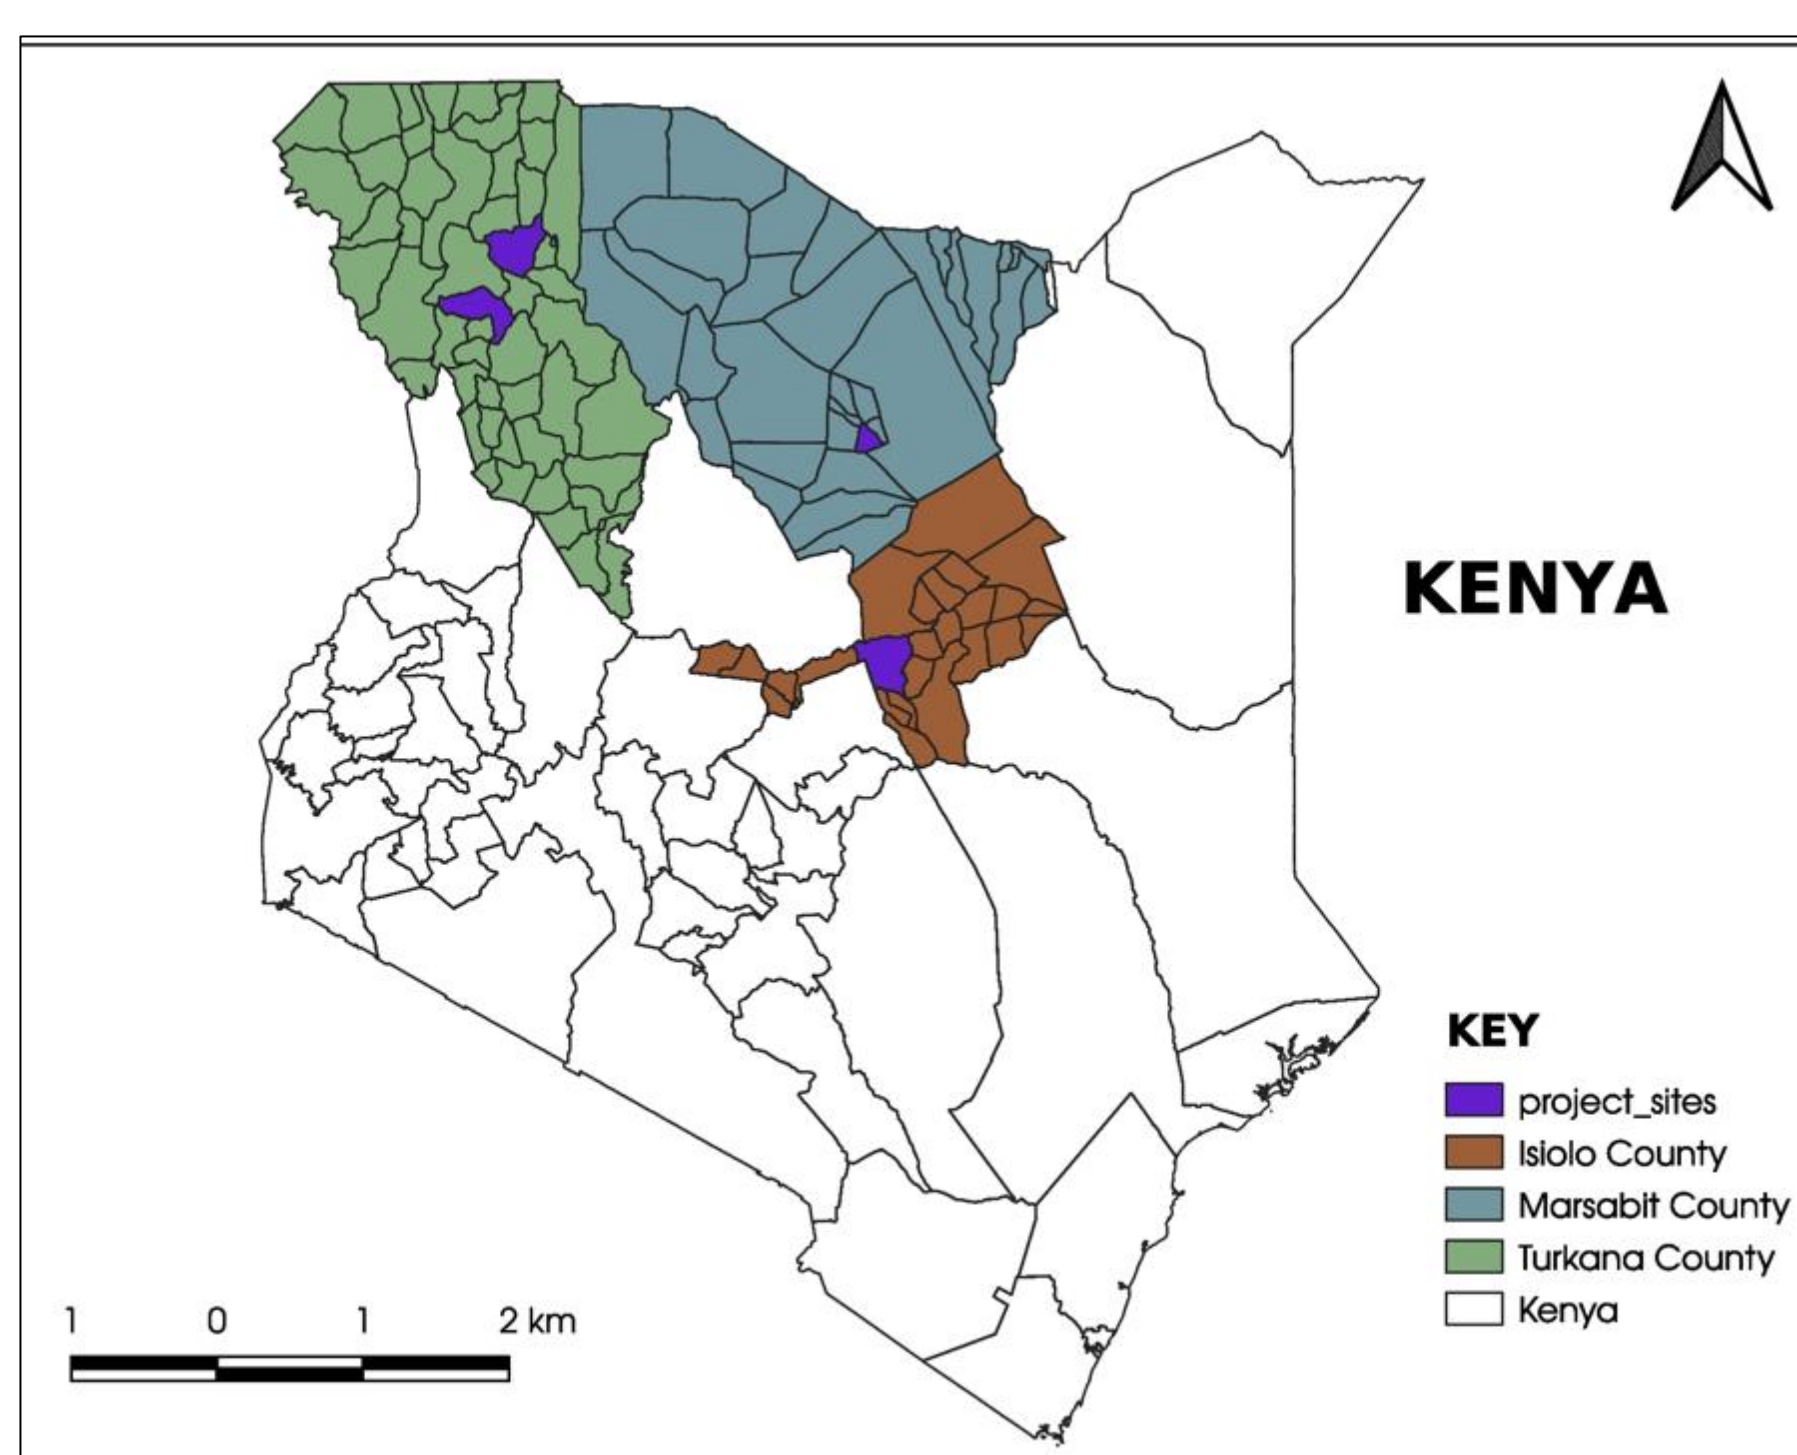 KENYA
KEY
project_sites
Isiolo County
Marsabit County
Turkana County
Kenya
1 0 1 2 km